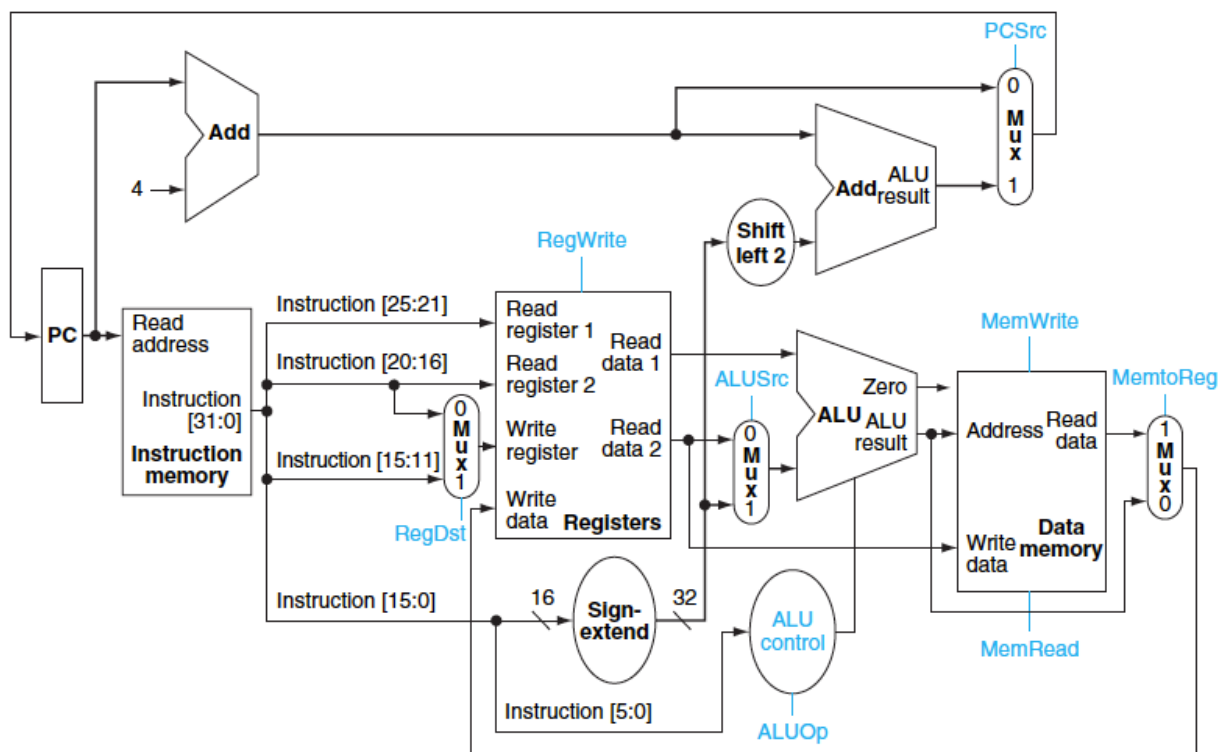 PCSrc
0
M
u
x
1
Add
4
Add
ALU
result
Shift
left 2
RegWrite
PC
Read
address
Instruction
[31:0]
Instruction
memory
Instruction [25:21]
Instruction [20:16]
Instruction [15:11]
Instruction [15:0]
Instruction [5:0]
0
M
u
x
1
RegDst
Read
register 1
Read
register 2
Write
register
Write
data
Read
data 1
Read
data 2
Registers
16
Sign-
extend
32
ALUSrc
0
M
u
x
1
Zero
ALU
ALU
result
ALU
control
ALUOp
MemWrite
Address
Read
data
Write
data
Data
memory
MemRead
MemtoReg
1
M
u
x
0